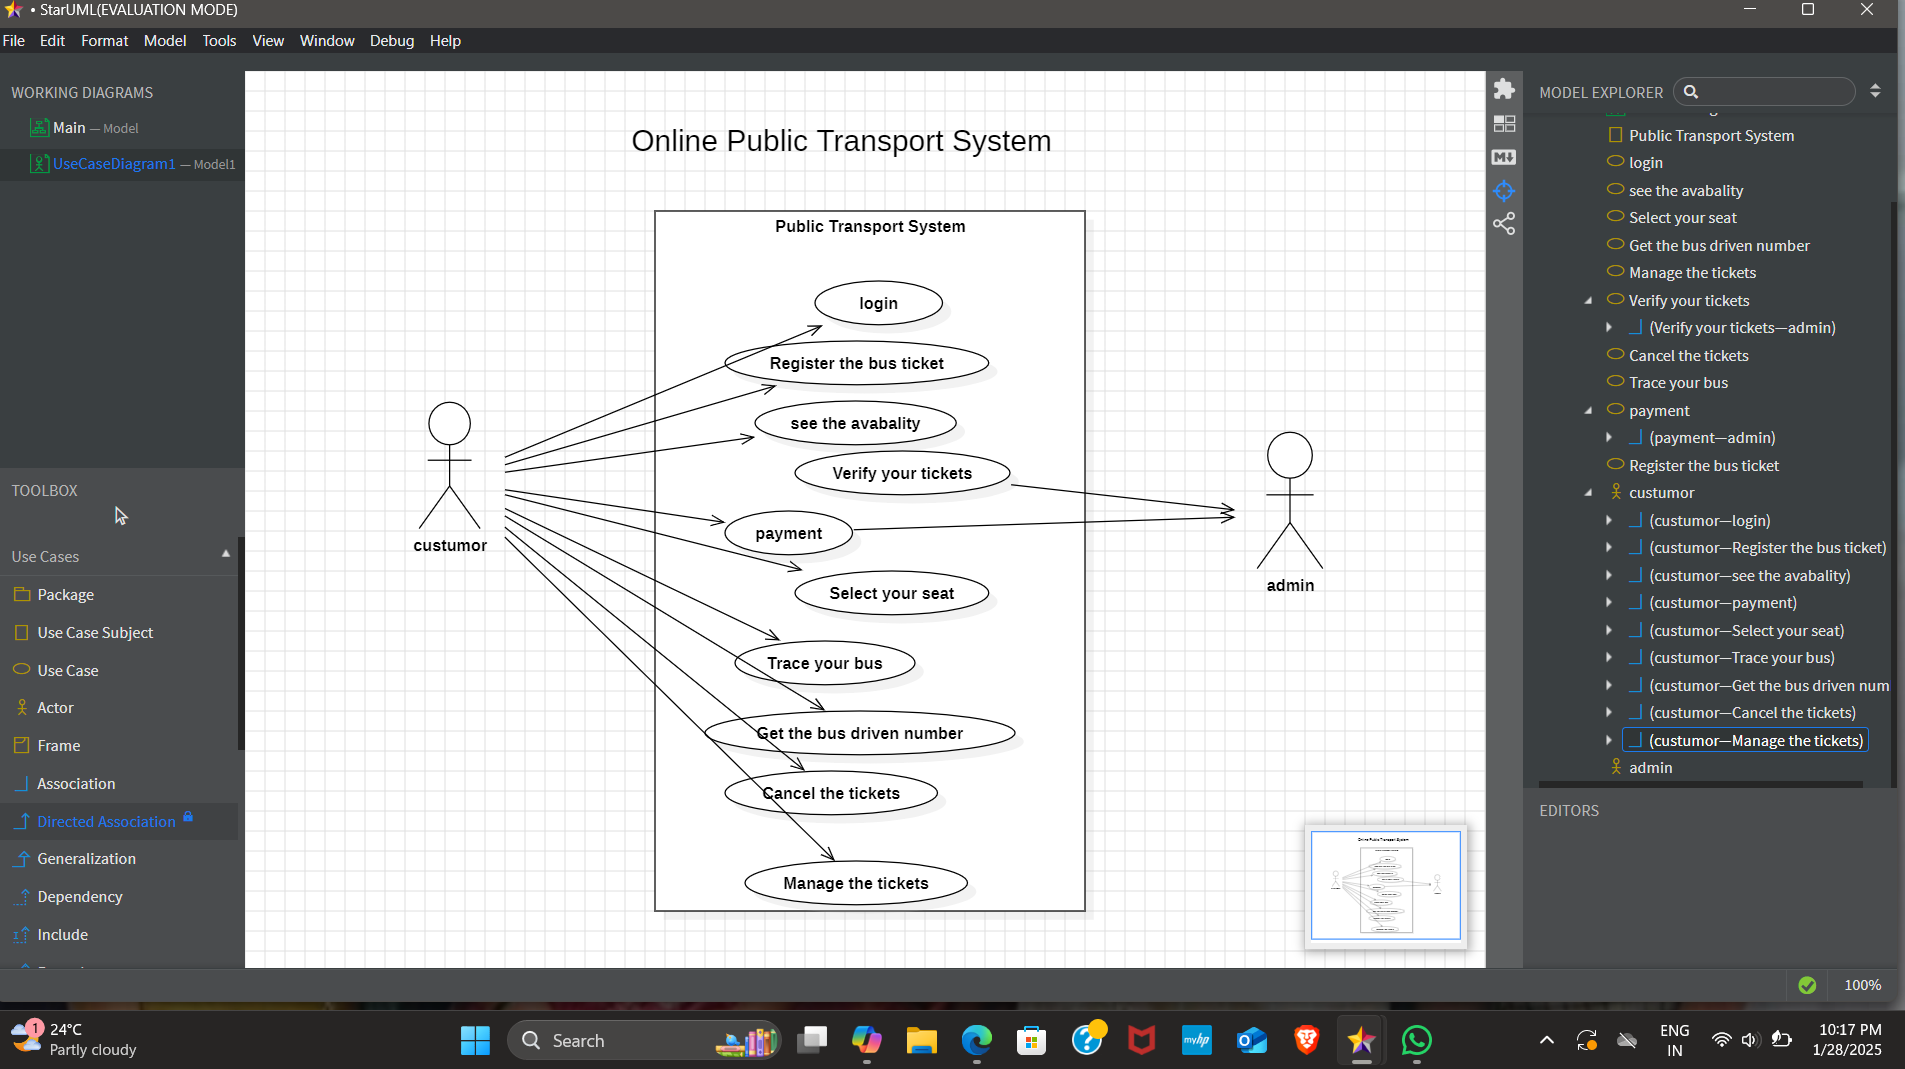 • StarUML(EVALUATION MODE)
File Edit Format Model Tools View Window Debug Help
WORKING DIAGRAMS
Main — Model
UseCaseDiagram1 — Model1
TOOLBOX
Use Cases
Package
Use Case Subject
Use Case
Actor
Frame
Association
Directed Association
Generalization
Dependency
Include
Online Public Transport System
Public Transport System
login
Register the bus ticket
see the avabality
Verify your tickets
payment
Select your seat
Trace your bus
Get the bus driven number
Cancel the tickets
Manage the tickets
custumor
admin
MODEL EXPLORER
Public Transport System
login
see the avabality
Select your seat
Get the bus driven number
Manage the tickets
Verify your tickets
(Verify your tickets—admin)
Cancel the tickets
Trace your bus
payment
(payment—admin)
Register the bus ticket
custumor
(custumor—login)
(custumor—Register the bus ticket)
(custumor—see the avabality)
(custumor—payment)
(custumor—Select your seat)
(custumor—Trace your bus)
(custumor—Get the bus driven num
(custumor—Cancel the tickets)
(custumor—Manage the tickets)
admin
EDITORS
100%
1
24°C
Partly cloudy
Search
myhp
ENG
IN
10:17 PM
1/28/2025